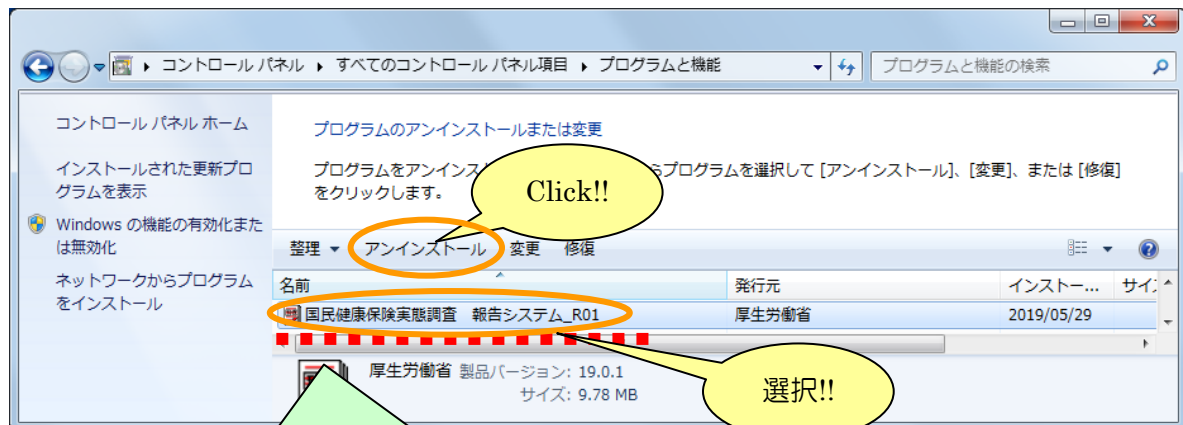 コントロール パネル ▸ すべてのコントロール パネル項目 ▸ プログラムと機能
プログラムと機能の検索
コントロール パネル ホーム
インストールされた更新プロ
グラムを表示
Windows の機能の有効化また
は無効化
ネットワークからプログラム
をインストール
プログラムのアンインストールまたは変更
プログラムをアンインス
らプログラムを選択して [アンインストール]、[変更]、または [修復]
をクリックします。
Click!!
整理 アンインストール 変更 修復
名前 発行元 インストー... サイ
国民健康保険実態調査 報告システム_R01 厚生労働省 2019/05/29
厚生労働省 製品バージョン: 19.0.1
サイズ: 9.78 MB
選択!!